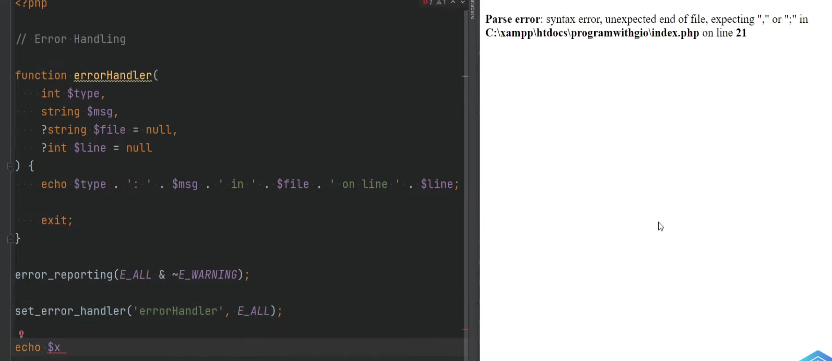 <?php
// Error Handling
function errorHandler(
int $type,
string $msg,
?string $file = null,
?int $line = null
) {
echo $type . ': ' . $msg . ' in ' . $file . ' on line ' . $line;
exit;
}
error_reporting(E_ALL & ~E_WARNING);
set_error_handler('errorHandler', E_ALL);
echo $x
Parse error: syntax error, unexpected end of file, expecting "," or ";" in
C:\xampp\htdocs\programwithgio\index.php on line 21